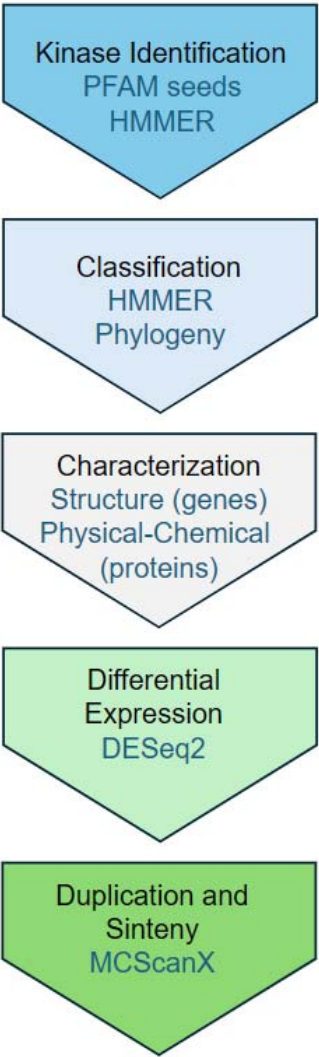 Kinase Identification
PFAM seeds
HMMER
Classification
HMMER
Phylogeny
Characterization
Structure (genes)
Physical-Chemical
(proteins)
Differential
Expression
DESeq2
Duplication and
Sinteny
MCScanX